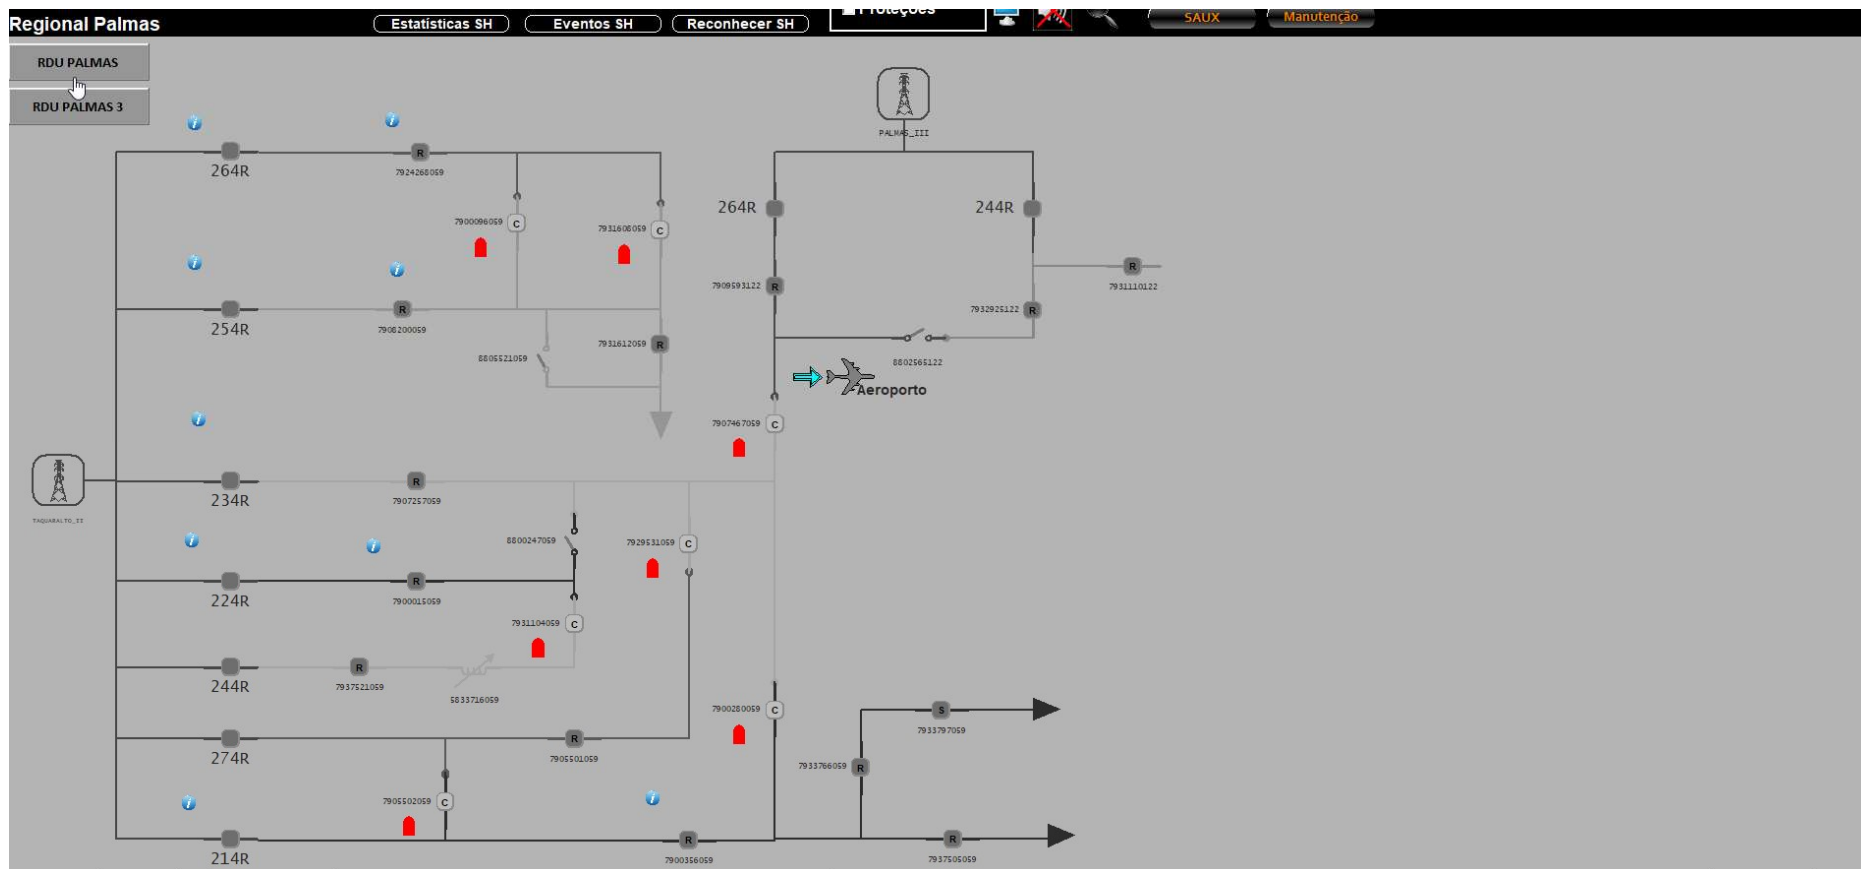 Regional Palmas
Estatísticas SH
Eventos SH
Reconhecer SH
Proteções
SAUX
Manutenção
RDU PALMAS
RDU PALMAS 3
PALMAS_III
264R
R
7924268059
7900096059
C
7931608059
C
264R
244R
7909593122
R
R
7931110122
7932925122
R
254R
R
7908200059
8805521059
7931612059
R
8802565122
Aeroporto
7907467059
C
TAQUARALTO_II
234R
R
7907257059
8800247059
7929531059
C
224R
R
7900015059
7931104059
C
244R
R
7937521059
5833716059
7900280059
C
S
7933797059
274R
R
7905501059
7933766059
R
7905502059
C
214R
R
7900356059
R
7937505059